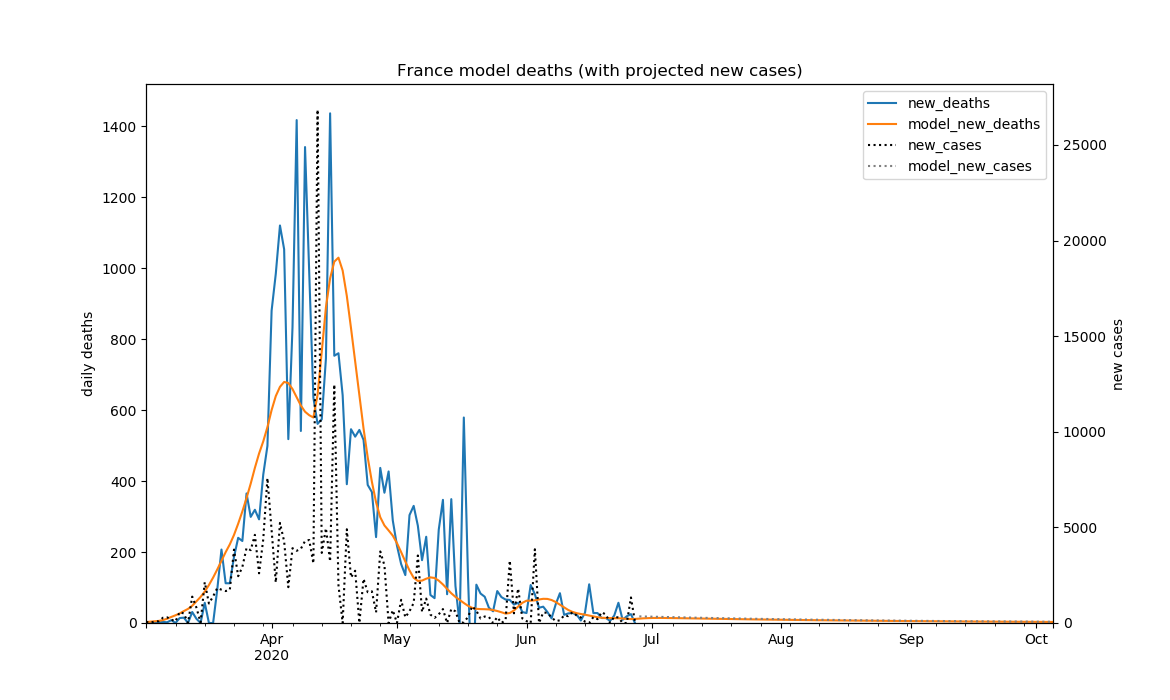 France model deaths (with projected new cases)
new_deaths
model_new_deaths
new_cases
model_new_cases
1400
1200
1000
800
600
400
200
0
daily deaths
25000
20000
15000
10000
5000
0
new cases
Apr May Jun Jul Aug Sep Oct
2020